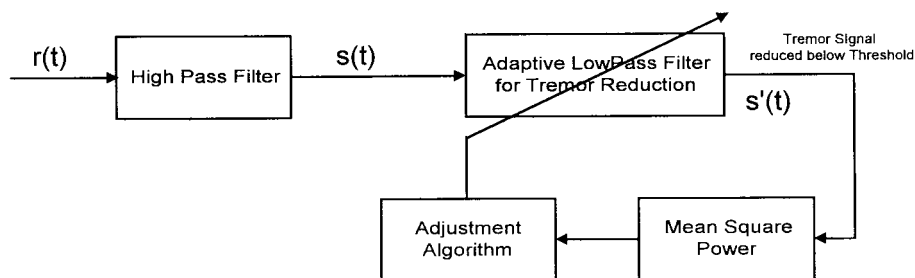 r(t)
High Pass Filter
s(t)
Adaptive LowPass Filter
for Tremor Reduction
Tremor Signal
reduced below Threshold
s'(t)
Adjustment
Algorithm
Mean Square
Power